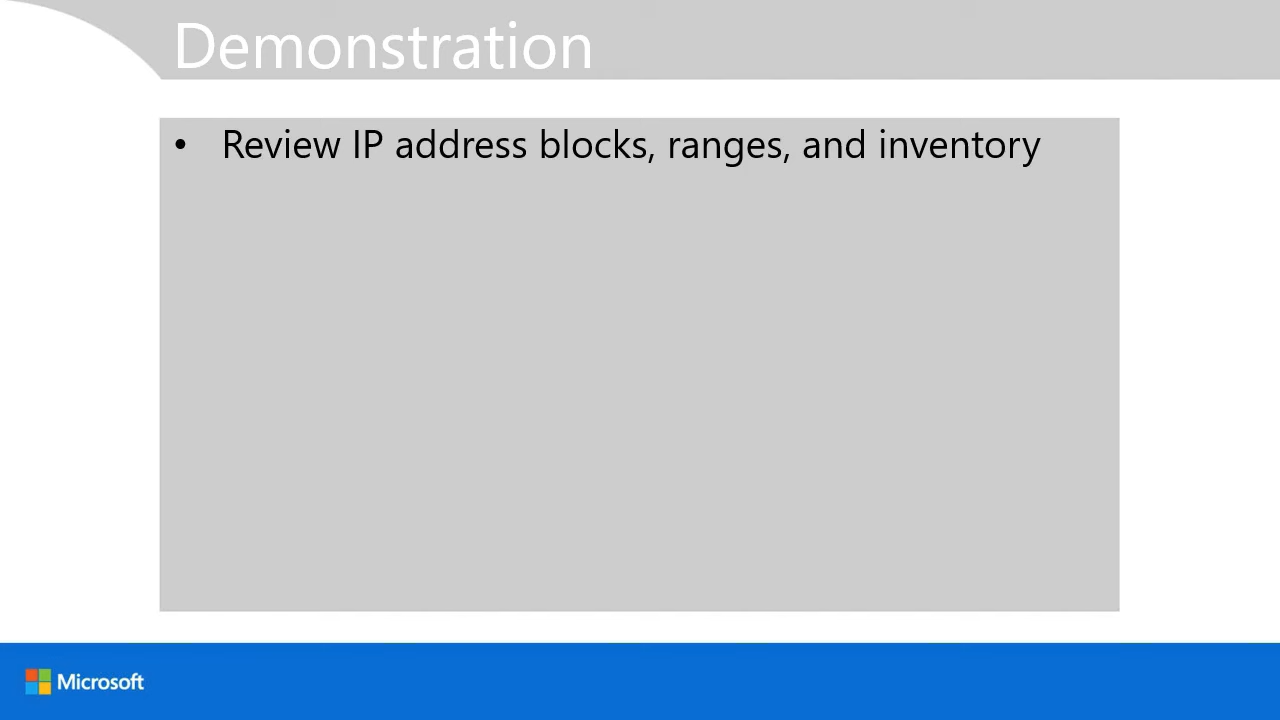 Demonstration
• Review IP address blocks, ranges, and inventory
Microsoft